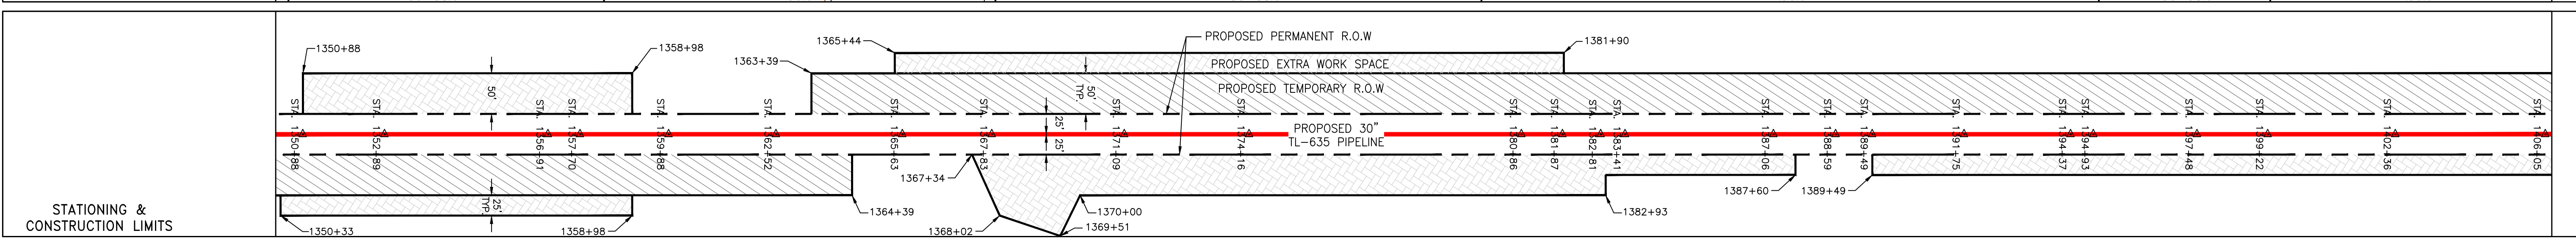 1350+88
1358+98
1365+44
1363+39
PROPOSED PERMANENT R.O.W
1381+90
PROPOSED EXTRA WORK SPACE
PROPOSED TEMPORARY R.O.W
50'
50'
TYP.
25'
25'
PROPOSED 30"
TL-635 PIPELINE
STA. 1350+88
STA. 1352+89
STA. 1356+91
STA. 1357+70
STA. 1359+88
STA. 1362+52
STA. 1365+63
STA. 1367+83
STA. 1371+09
STA. 1374+16
STA. 1380+86
STA. 1381+87
STA. 1382+81
STA. 1383+41
STA. 1387+06
STA. 1388+59
STA. 1389+49
STA. 1391+75
STA. 1394+37
STA. 1394+93
STA. 1397+48
STA. 1399+22
STA. 1402+36
STA. 1406+05
1367+34
1387+60
1389+49
25'
TYP.
STATIONING &
CONSTRUCTION LIMITS
1350+33
1358+98
1364+39
1368+02
1370+00
1369+51
1382+93